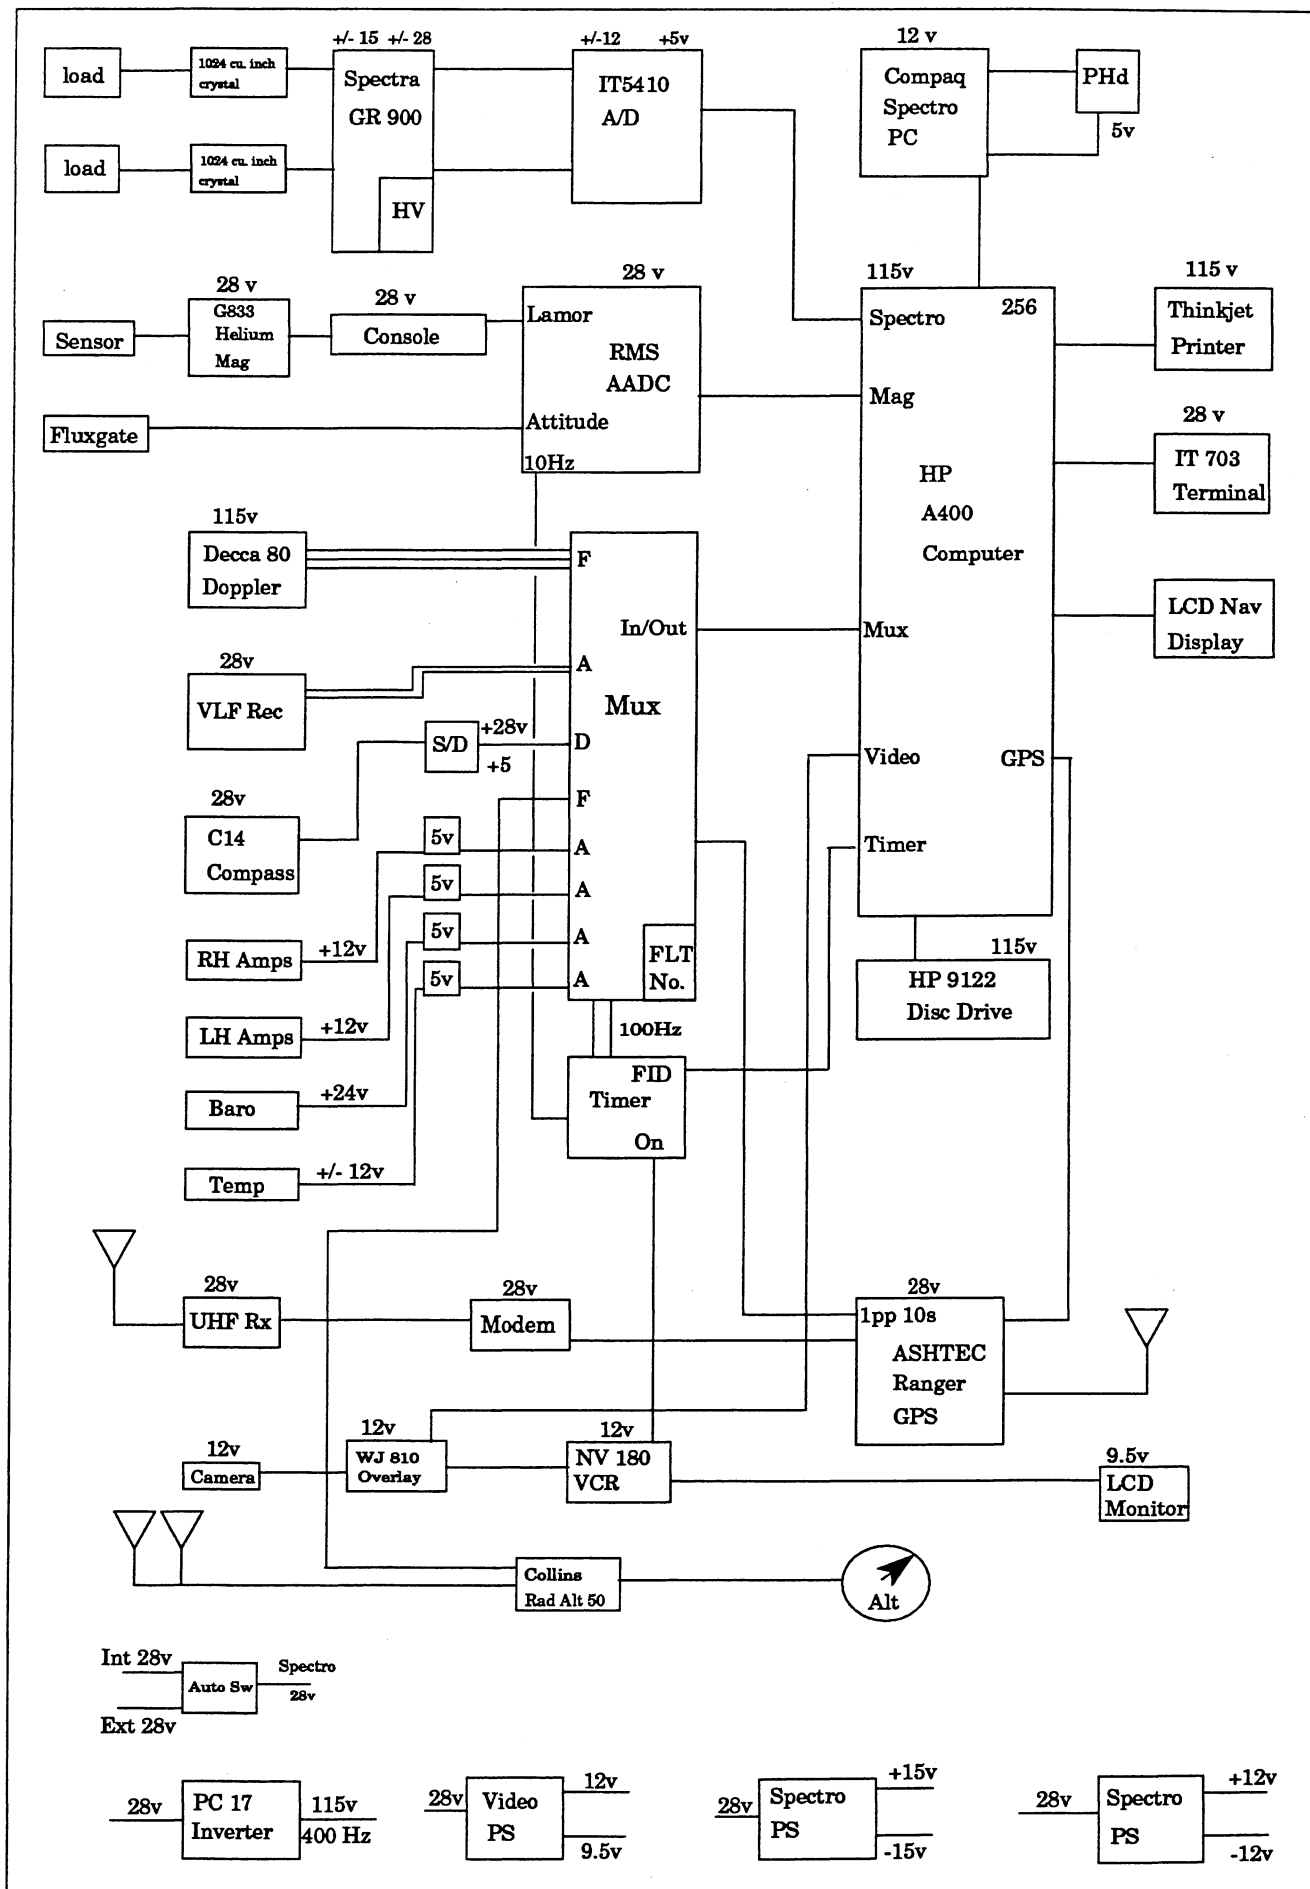 +/- 15 +/- 28
+/-12 +5v
12 v
load
1024 cu. inch
crystal
Spectra
GR 900
HV
IT5410
A/D
Compaq
Spectro
PC
PHd
5v
load
1024 cu. inch
crystal
28 v
G833
Helium
Mag
Sensor
28 v
Console
28 v
Lamor
RMS
AADC
Attitude
10Hz
Fluxgate
115v
Spectro
256
Mag
HP
A400
Computer
Mux
Video
GPS
Timer
115 v
Thinkjet
Printer
28 v
IT 703
Terminal
LCD Nav
Display
115v
Decca 80
Doppler
F
In/Out
A
Mux
D
F
A
A
A
A
FLT
No.
28v
VLF Rec
S/D
+28v
+5
28v
C14
Compass
5v
5v
5v
5v
RH Amps
+12v
LH Amps
+12v
Baro
+24v
Temp
+/- 12v
100Hz
FID
Timer
On
115v
HP 9122
Disc Drive
28v
UHF Rx
28v
Modem
28v
1pp 10s
ASHTEC
Ranger
GPS
12v
Camera
12v
WJ 810
Overlay
12v
NV 180
VCR
9.5v
LCD
Monitor
Collins
Rad Alt 50
Alt
Int 28v
Auto Sw
Spectro
28v
Ext 28v
28v
PC 17
Inverter
115v
400 Hz
28v
Video
PS
12v
9.5v
28v
Spectro
PS
+15v
-15v
28v
Spectro
PS
+12v
-12v